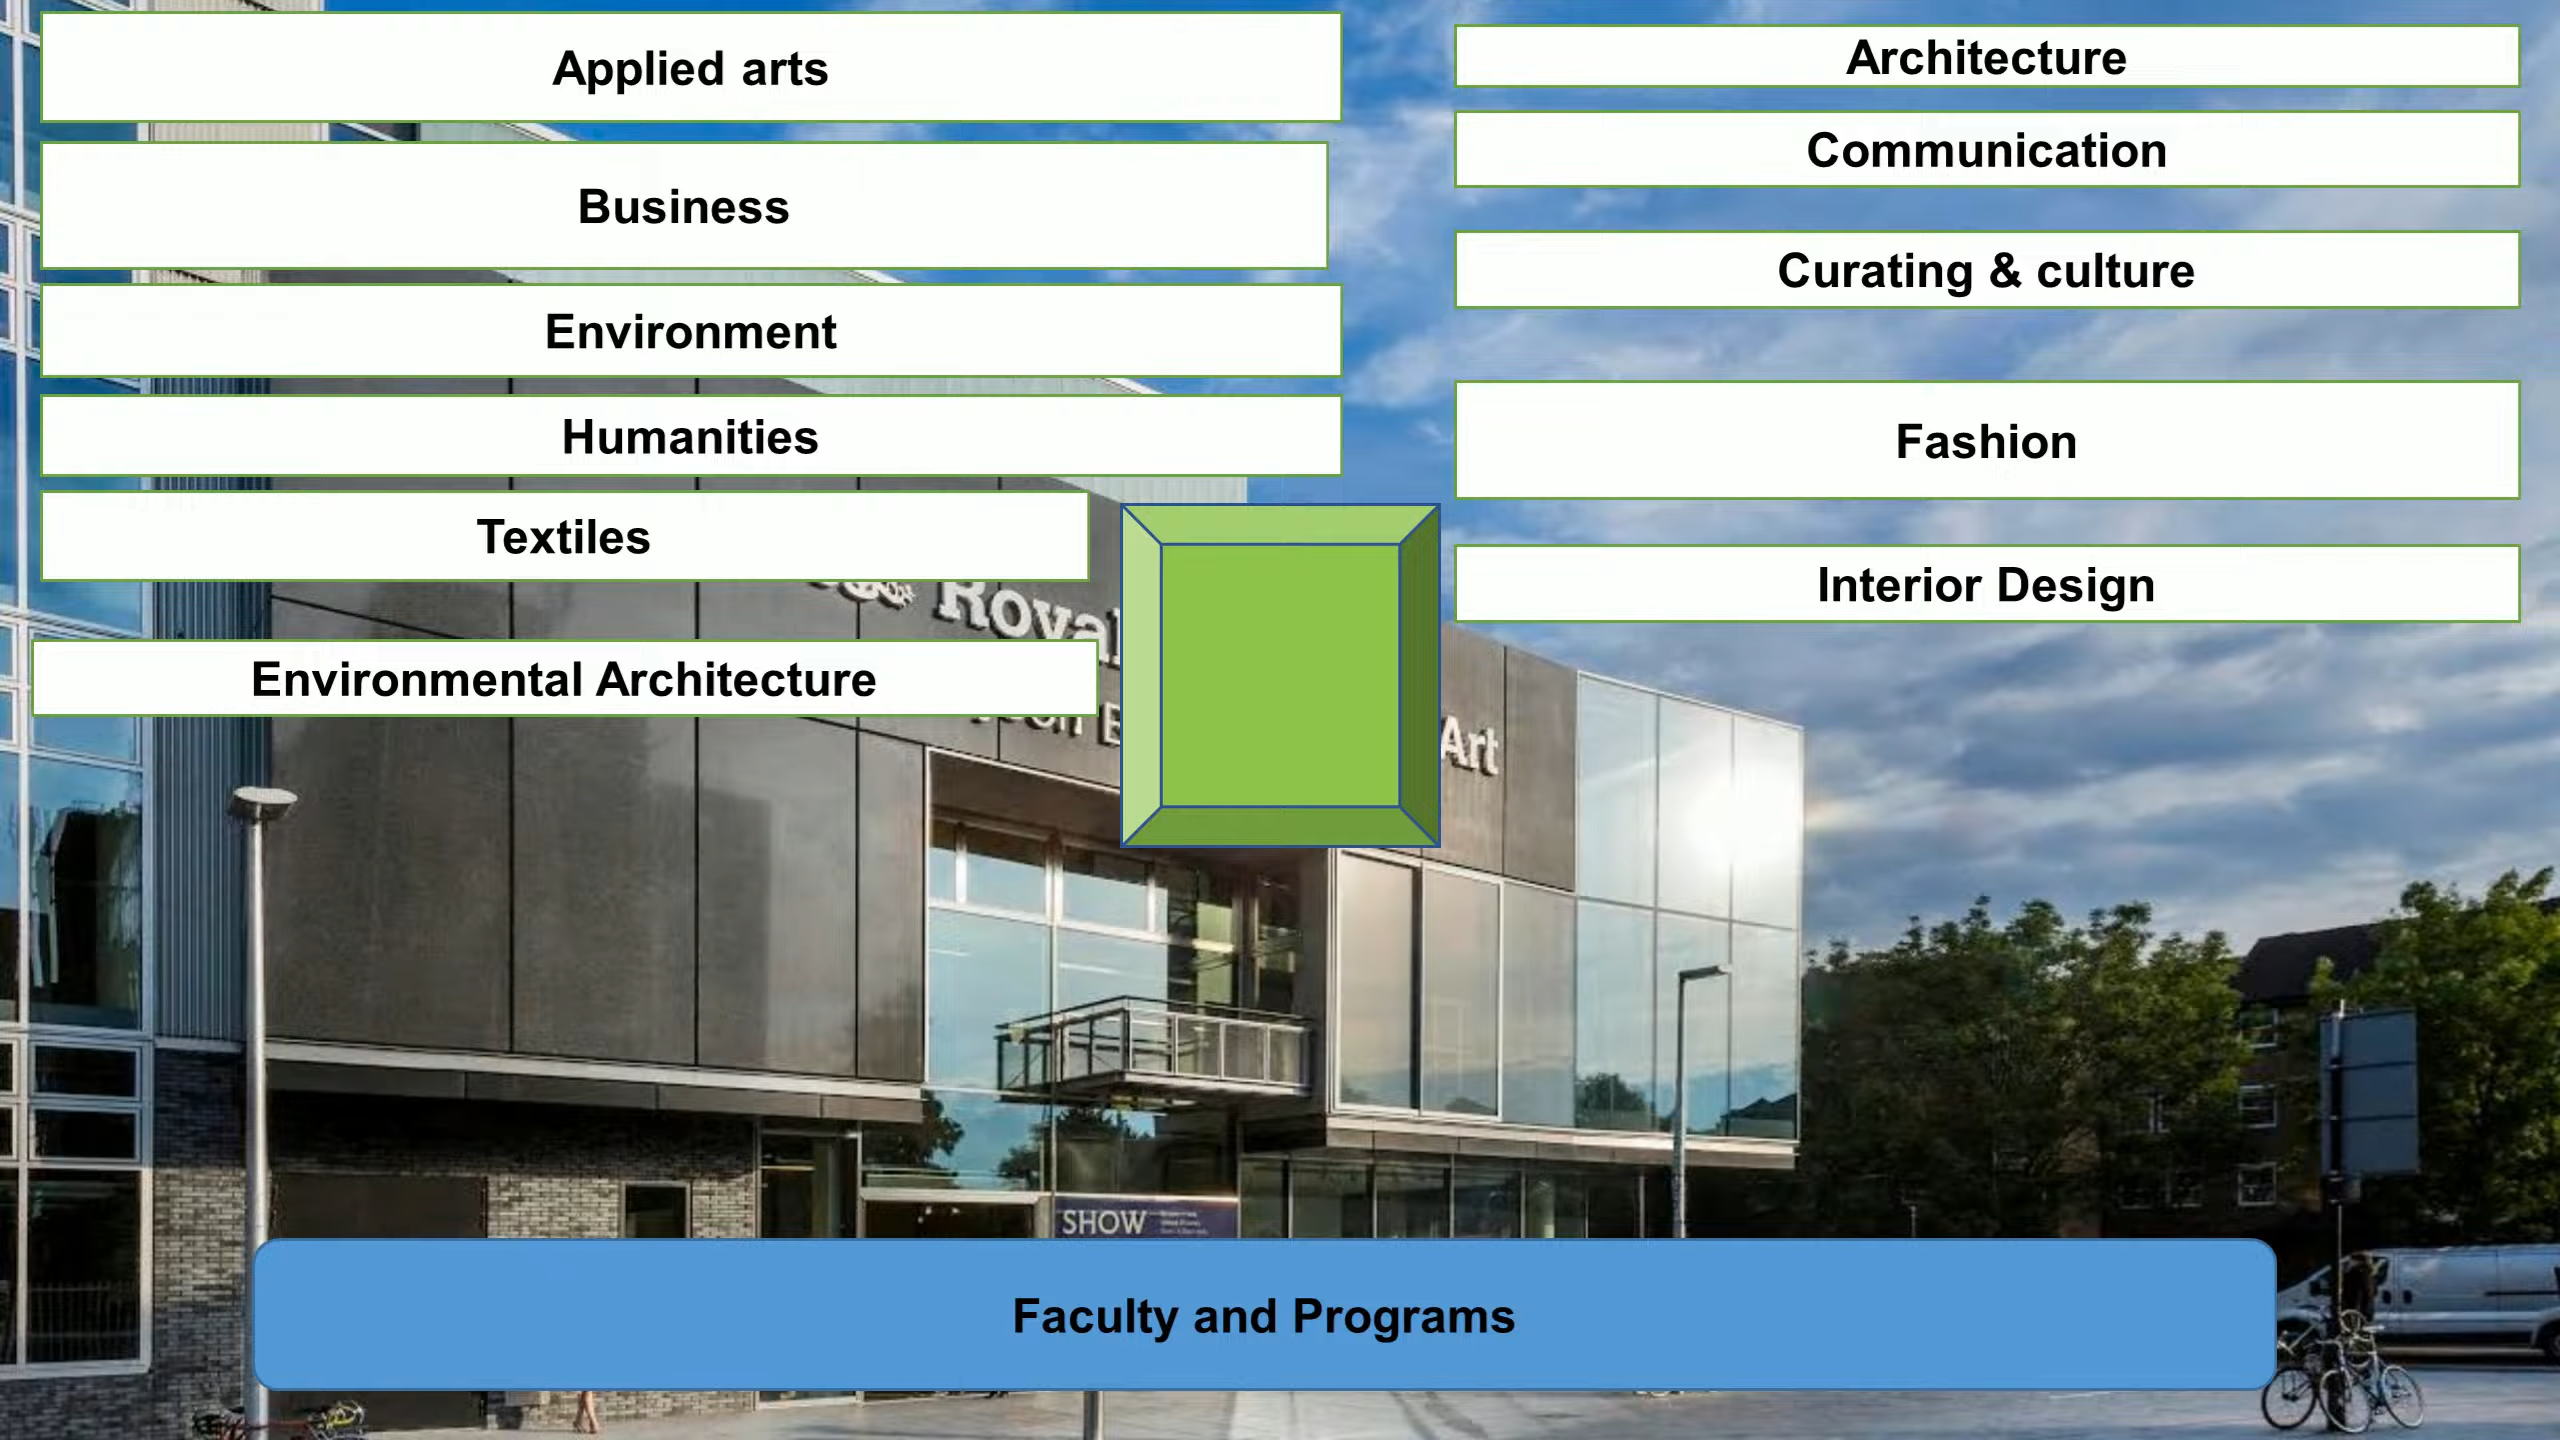 Applied arts
Business
Environment
Humanities
Textiles
Environmental Architecture
Architecture
Communication
Curating & culture
Fashion
Interior Design
Royal
Art
SHOW
Faculty and Programs